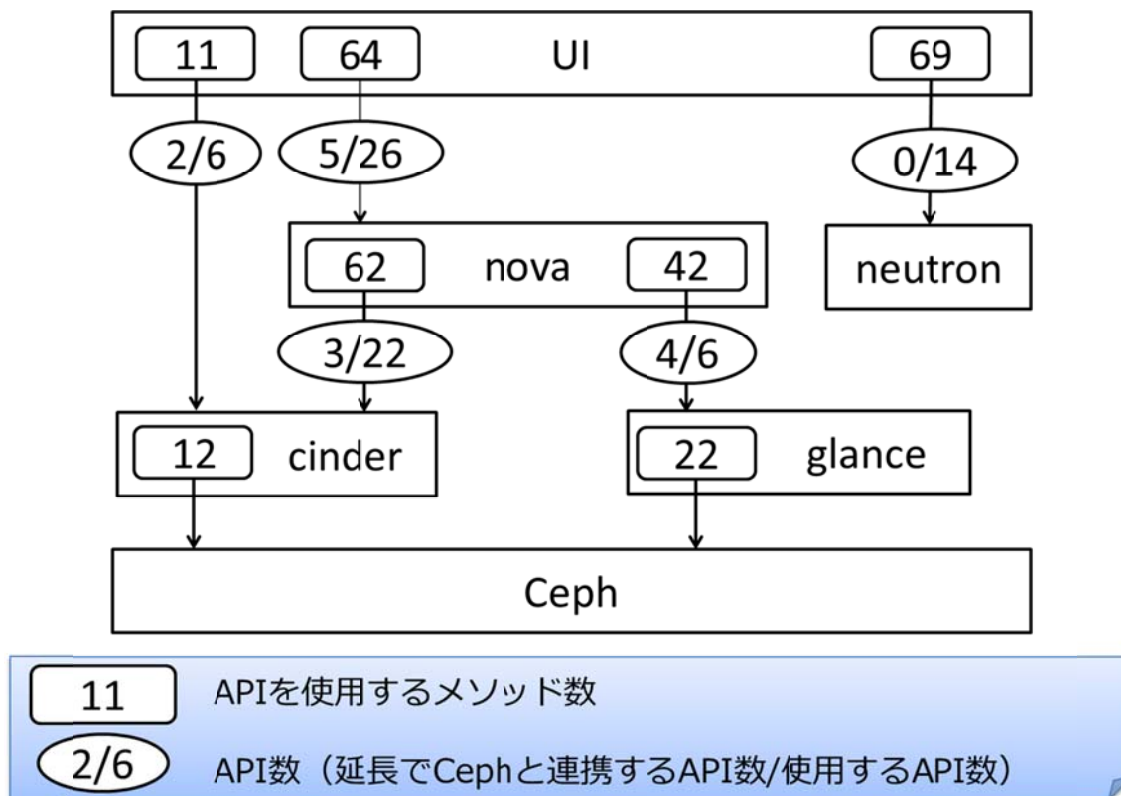 11 64 UI 69
2/6 5/26 0/14
62 nova 42 neutron
3/22 4/6
12 cinder 22 glance
Ceph
11 APIを使用するメソッド数
2/6 API数（延長でCephと連携するAPI数/使用するAPI数）